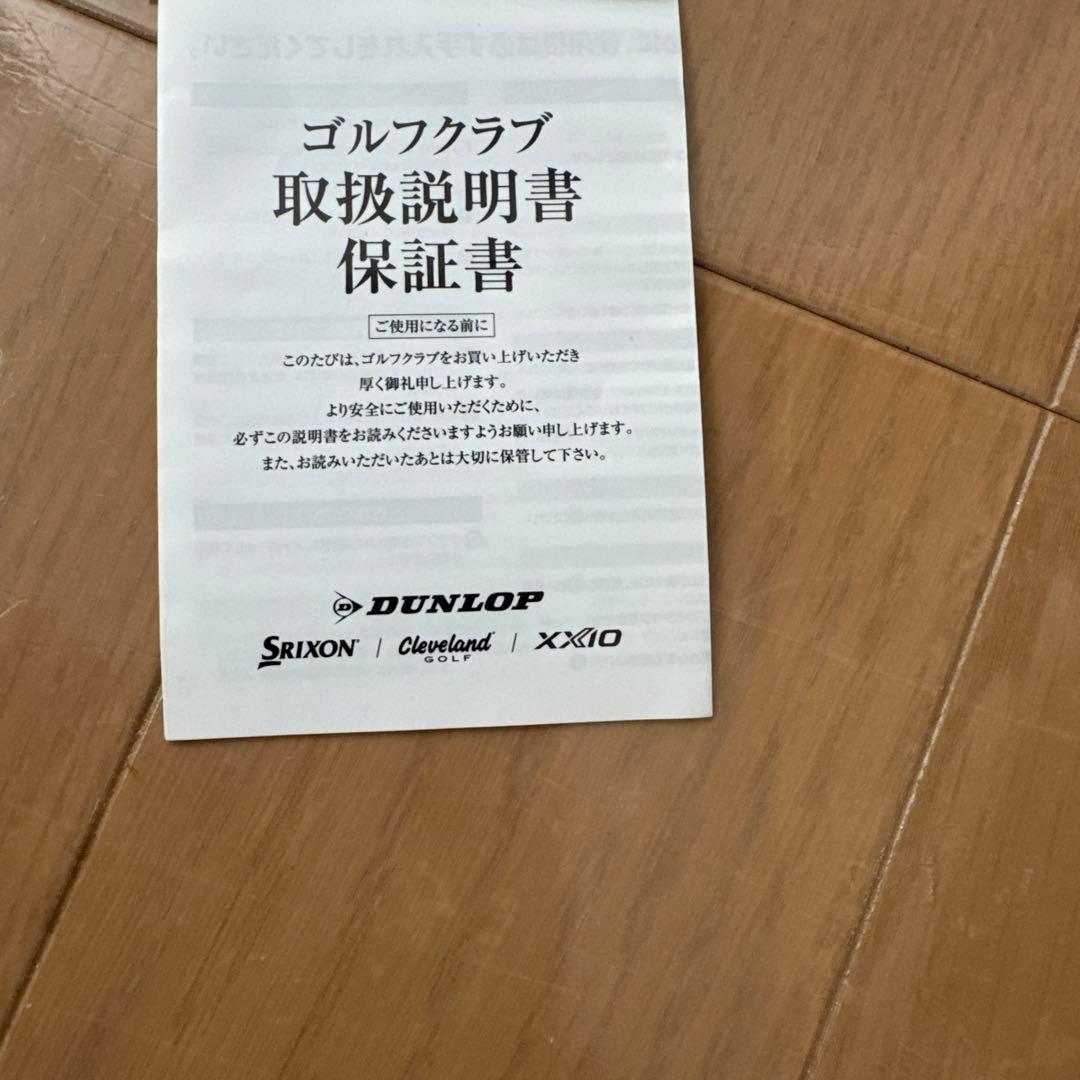 ゴルフクラブ
取扱説明書
保証書
ご使用になる前に
このたびは、ゴルフクラブをお買い上げいただき
厚く御礼申し上げます。
より安全にご使用いただくために、
必ずこの説明書をお読みくださいますようお願い申し上げます。
また、お読みいただいたあとは大切に保管して下さい。
DUNLOP
SRIXON | Cleveland GOLF | XXIO